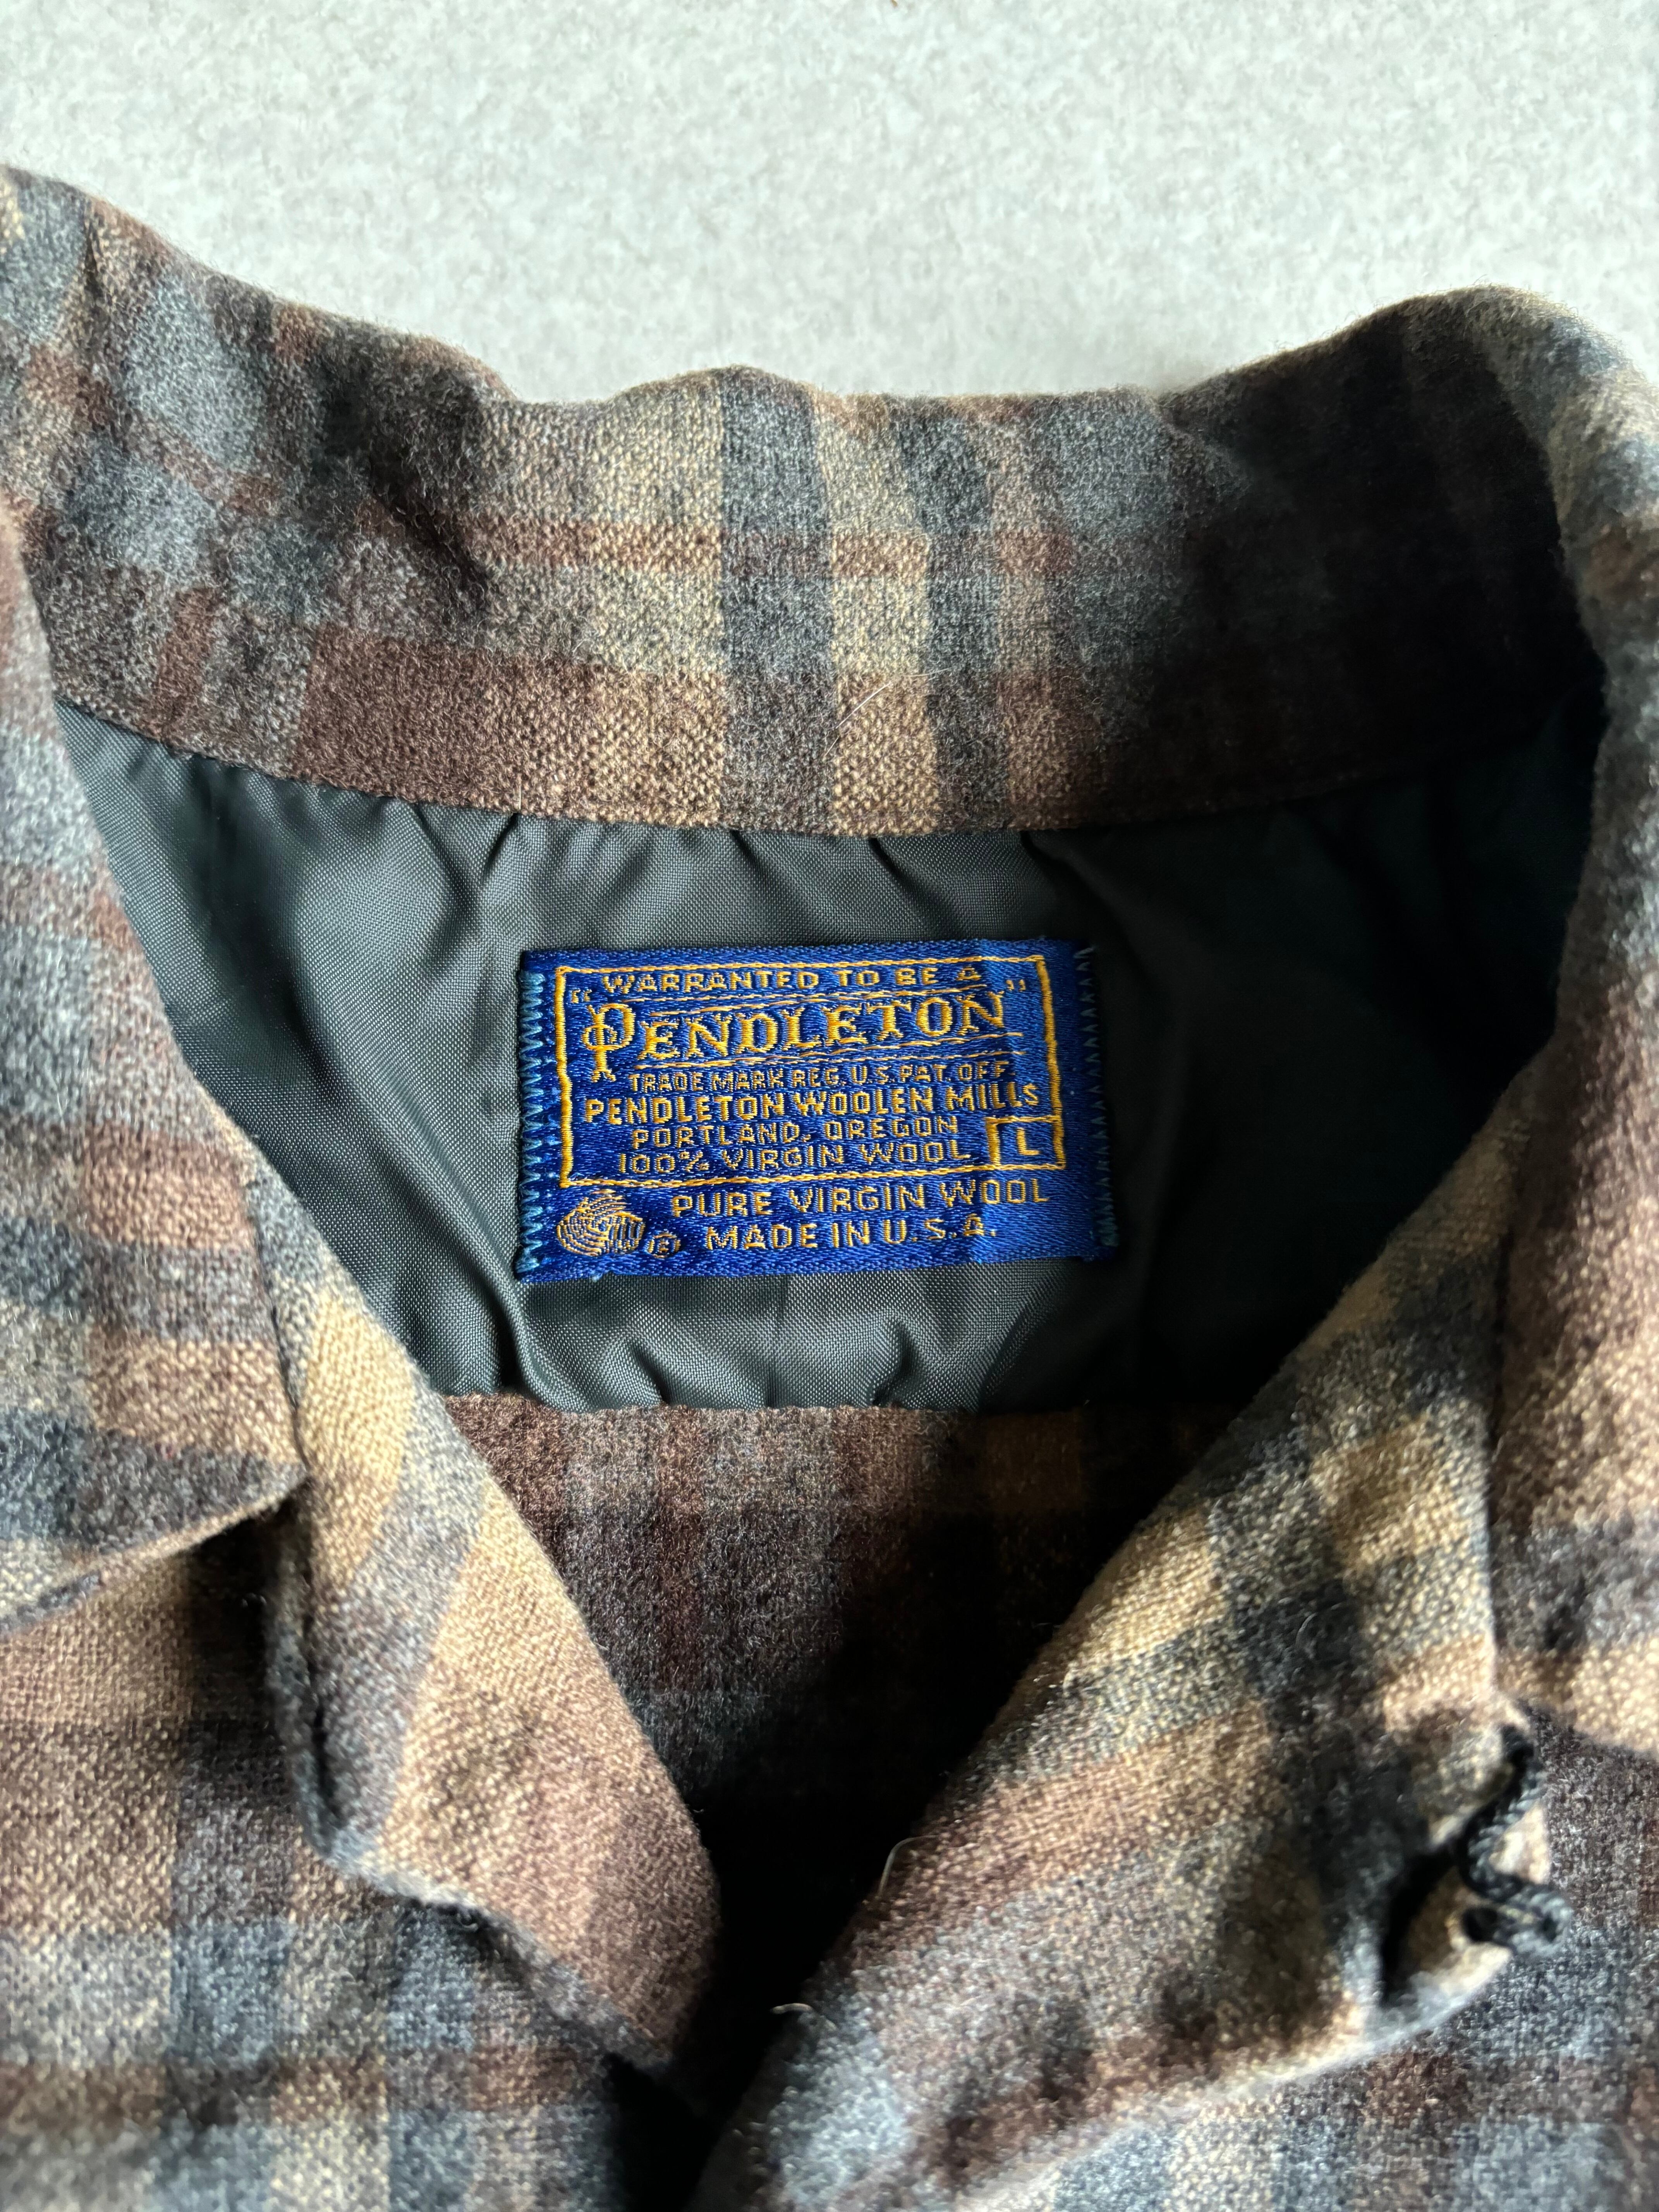 WARRANTED TO BE A
"PENDLETON"
TRADE MARK REG. U.S. PAT. OFF.
PENDLETON WOOLEN MILLS
PORTLAND, OREGON
100% VIRGIN WOOL L
PURE VIRGIN WOOL
® MADE IN U.S.A.